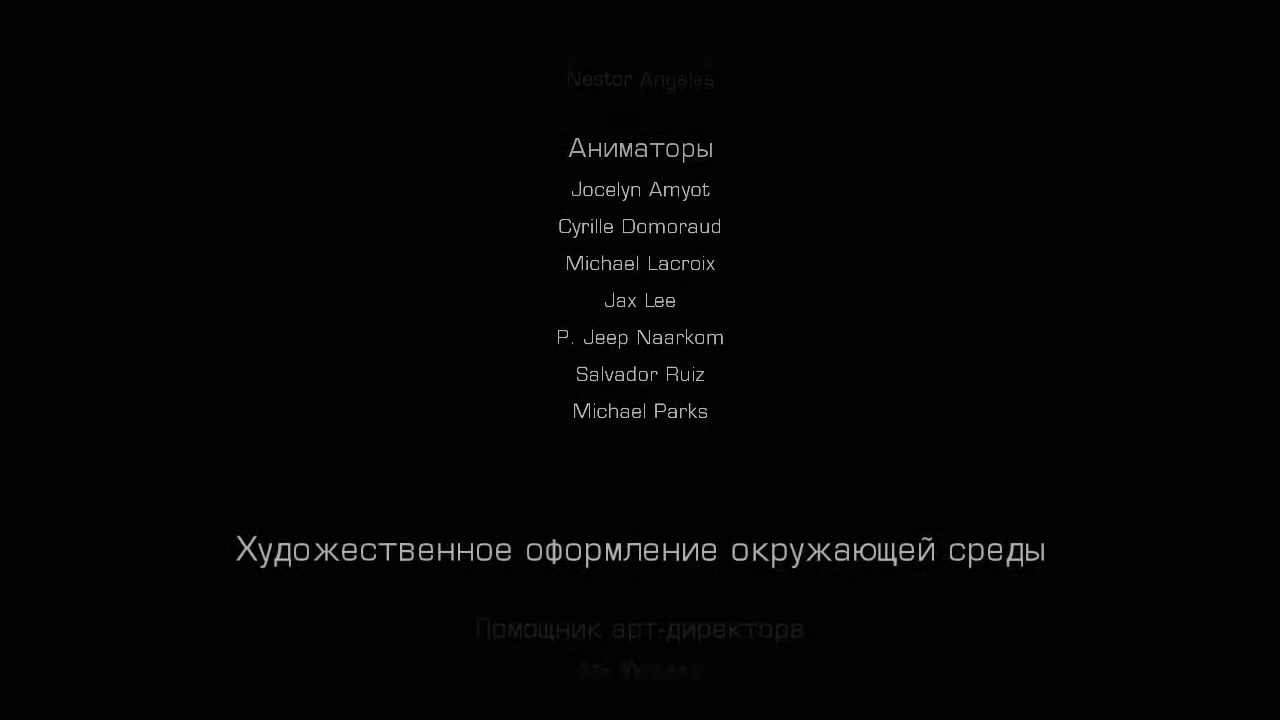 Nestor Angeles
Аниматоры
Jocelyn Amyot
Cyrille Domoraud
Michael Lacroix
Jax Lee
P. Jeep Naarkom
Salvador Ruiz
Michael Parks
Художественное оформление окружающей среды
Помощник арт-директора